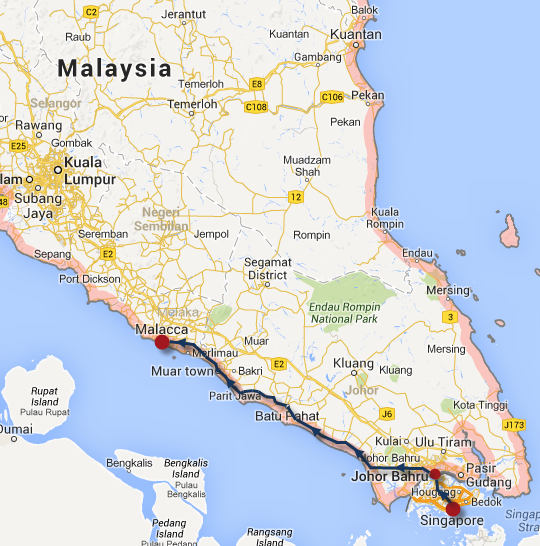 Balok
Jerantut
C2
Raub
Kuantan
Kuantan
Gambang
Malaysia
Temerloh
E8
Temerloh
C106
Pekan
C108
Selangor
Rawang
Pekan
Gombak
E25
Kuala
Lumpur
Muadzam
Shah
lam
Subang
Jaya
12
48
Negeri
Sembilan
Kuala
Rompin
Seremban
Jempol
Rompin
E2
Sepang
Endau
Segamat
District
Port Dickson
Mersing
Endau Rompin
National Park
Melaka
3
Malacca
Muar
Merlimau
Mersing
E2
Kluang
Muar town
Bakri
Kluang
Rupat
Island
Pulau Rupat
Parit Jawa
Johor
Kota Tinggi
Batu Pahat
J6
J173
Dumai
Kulai
Ulu Tiram
Johor Bahru
Bengkalis
Bengkalis
Island
Pulau
Bengkalis
Johor Bahru
Pasir
Gudang
Hougang
Bedok
Singapore
Singap
Stra
Pedang
Island
Rangsang
Island